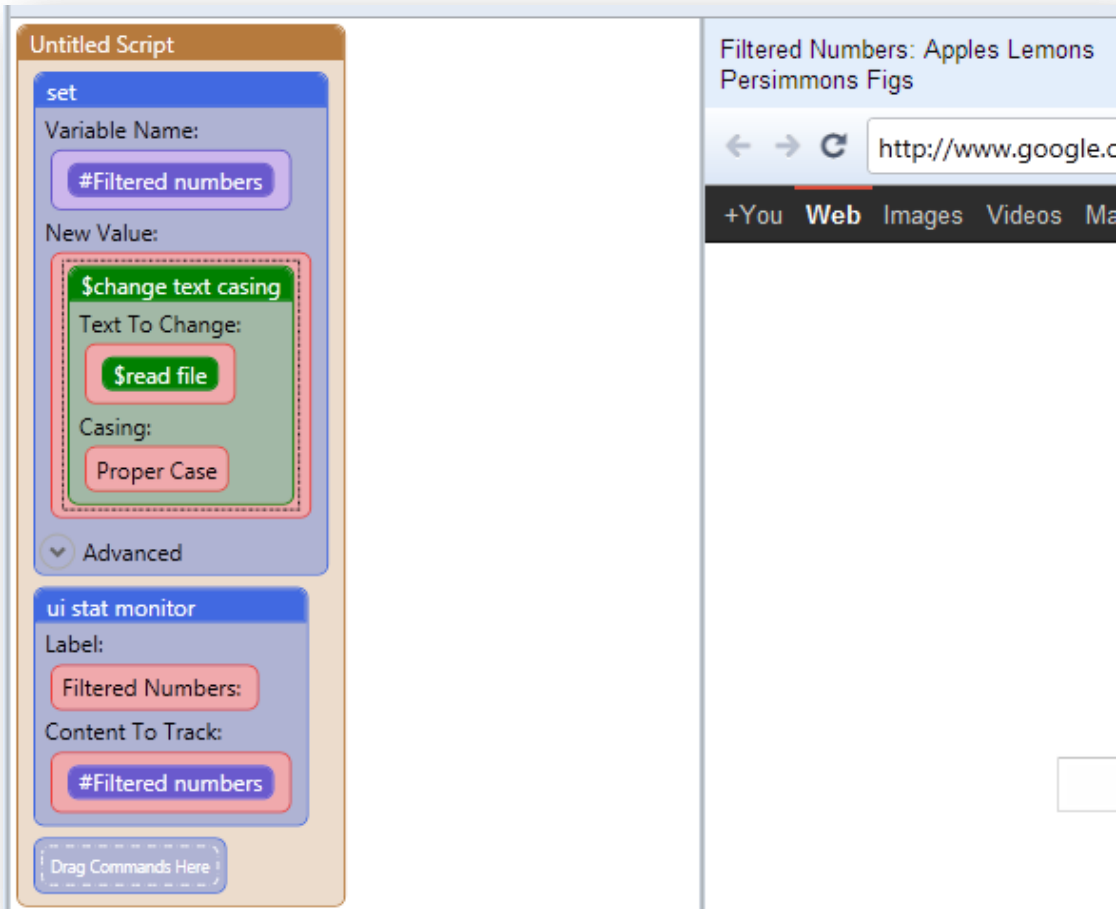 Untitled Script
set
Variable Name:
#Filtered numbers
New Value:
$change text casing
Text To Change:
$read file
Casing:
Proper Case
Advanced
ui stat monitor
Label:
Filtered Numbers:
Content To Track:
#Filtered numbers
Drag Commands Here
Filtered Numbers: Apples Lemons
Persimmons Figs
http://www.google.c
+You Web Images Videos Ma